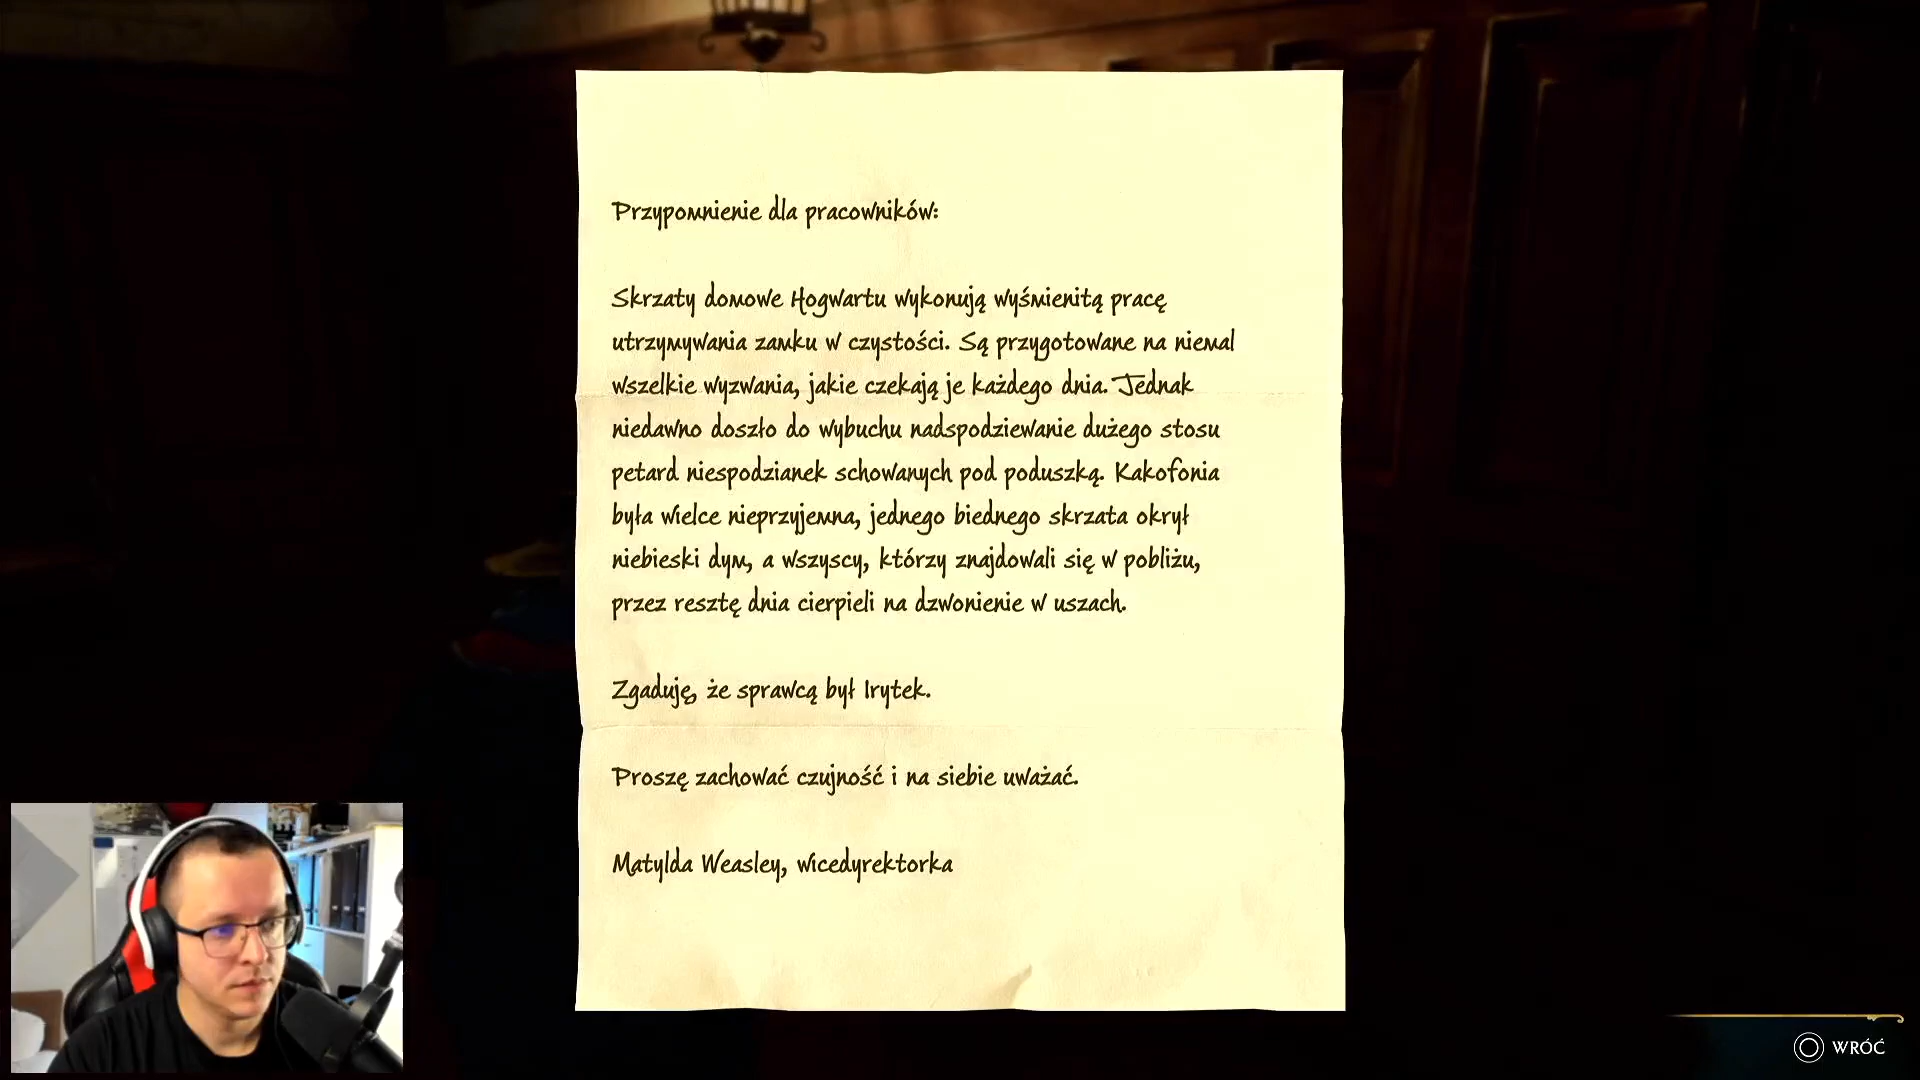 Przypomnienie dla pracowników:
Skrzaty domowe Hogwartu wykonują wyśmienitą pracę
utrzymywania zamku w czystości. Są przygotowane na niemal
wszelkie wyzwania, jakie czekają je każdego dnia. Jednak
niedawno doszło do wybuchu nadspodziewanie dużego stosu
petard niespodzianek schowanych pod poduszką. Kakofonia
była wielce nieprzyjemna, jednego biednego skrzata okrył
niebieski dym, a wszyscy, którzy znajdowali się w pobliżu,
przez resztę dnia cierpieli na dzwonienie w uszach.
Zgaduję, że sprawcą był Irytek.
Proszę zachować czujność i na siebie uważać.
Matylda Weasley, wicedyrektorka
WRÓĆ